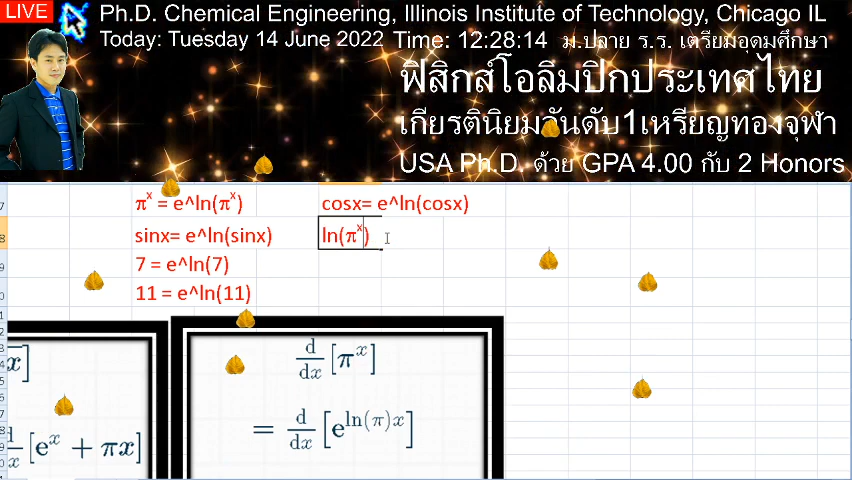 LIVE
Ph.D. Chemical Engineering, Illinois Institute of Technology, Chicago IL
Today: Tuesday 14 June 2022 Time: 12:28:14 ม.ปลาย ร.ร. เตรียมอุดมศึกษา
ฟิสิกส์โอลิมปิกประเทศไทย
เกียรตินิยมอันดับ1เหรียญทองจุฬา
USA Ph.D. ด้วย GPA 4.00 กับ 2 Honors
πˣ = e^ln(πˣ) cosx= e^ln(cosx)
sinx= e^ln(sinx) ln(πˣ)
7 = e^ln(7)
11 = e^ln(11)
x]
d/dx [πˣ]
d/x [eˣ + πx]
= d/dx [e^ln(π)x]